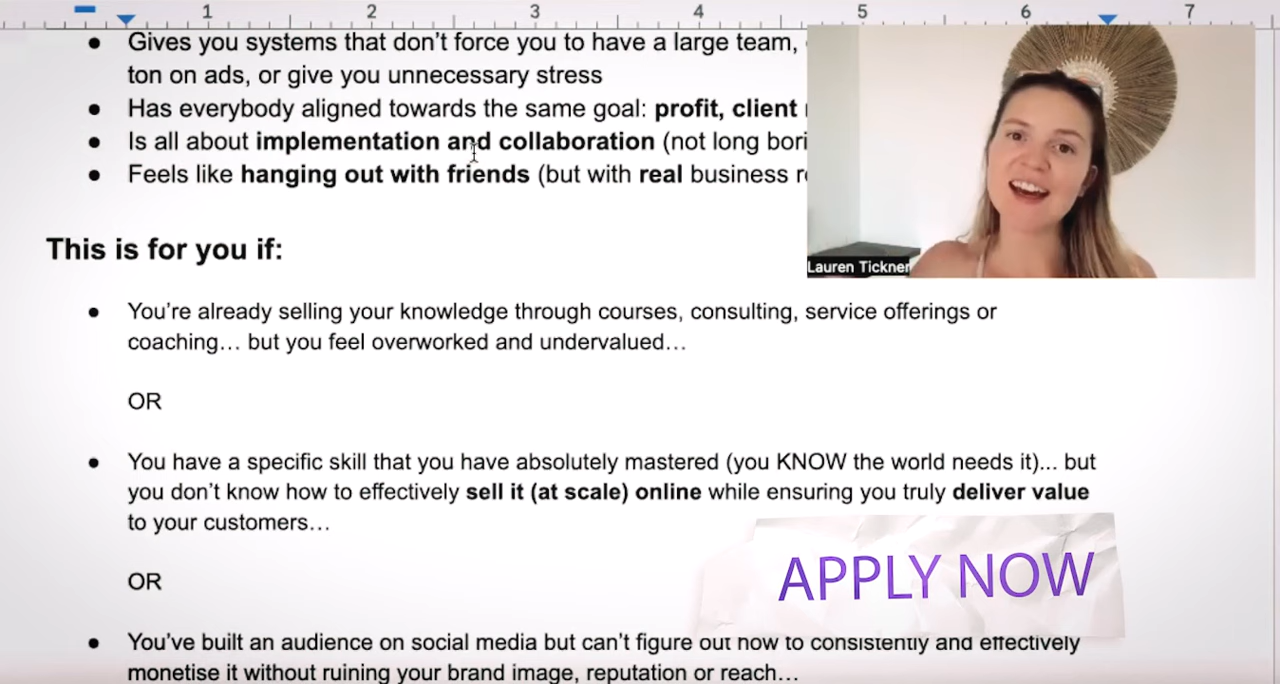 1 2 3 4 5 6 7
Gives you systems that don't force you to have a large team,
ton on ads, or give you unnecessary stress
Has everybody aligned towards the same goal: profit, client
Is all about implementation and collaboration (not long bori
Feels like hanging out with friends (but with real business r
Lauren Tickner
This is for you if:
You're already selling your knowledge through courses, consulting, service offerings or
coaching… but you feel overworked and undervalued…
OR
You have a specific skill that you have absolutely mastered (you KNOW the world needs it)... but
you don't know how to effectively sell it (at scale) online while ensuring you truly deliver value
to your customers…
APPLY NOW
OR
You've built an audience on social media but can't figure out how to consistently and effectively
monetise it without ruining your brand image, reputation or reach…